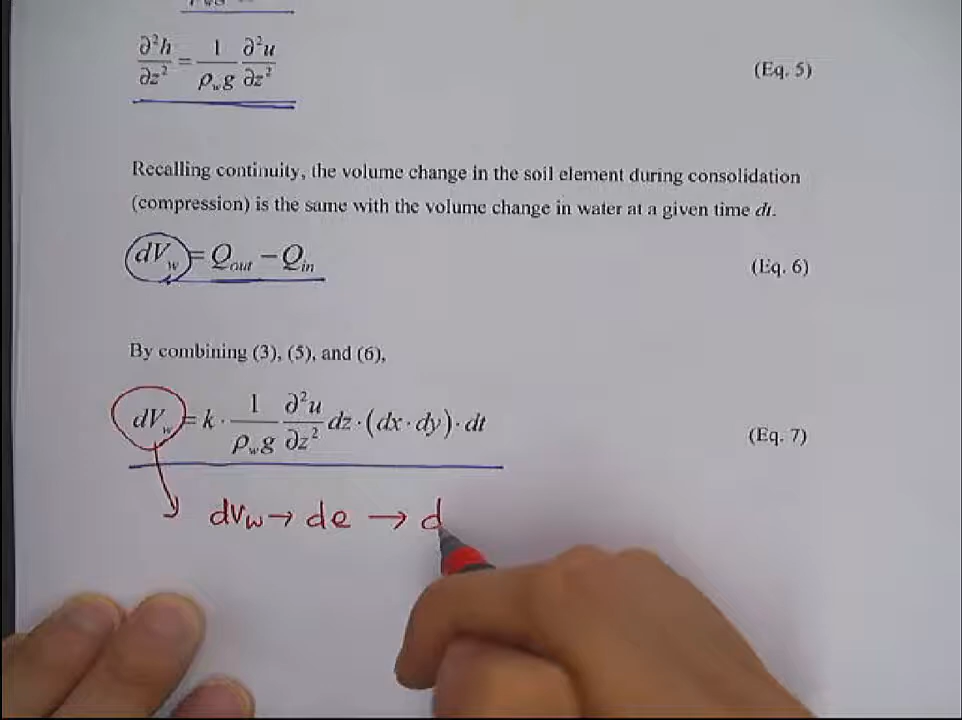 ∂²h/∂z² = 1/(ρ_w g) ∂²u/∂z² (Eq. 5)
Recalling continuity, the volume change in the soil element during consolidation
(compression) is the same with the volume change in water at a given time dt.
dV_w = Q_out − Q_in (Eq. 6)
By combining (3), (5), and (6),
dV_w = k · 1/(ρ_w g) ∂²u/∂z² dz · (dx · dy) · dt (Eq. 7)
dV_w → de → d